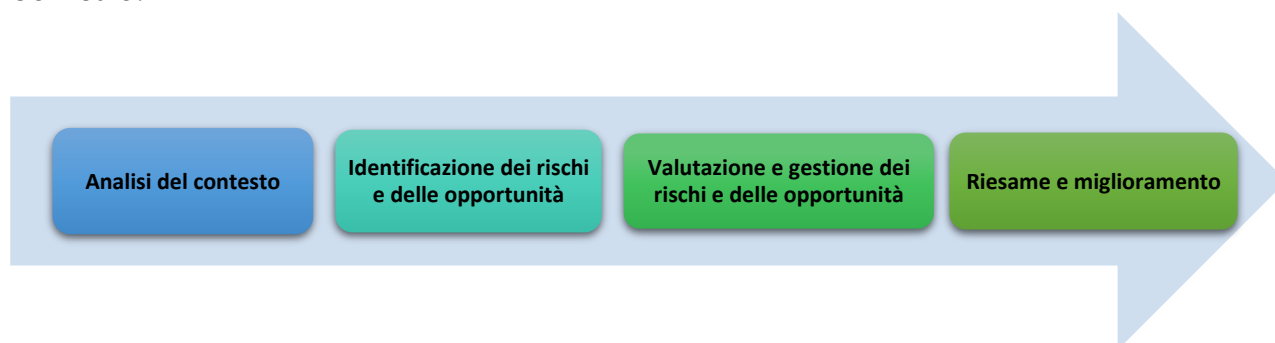 Analisi del contesto
Identificazione dei rischi
e delle opportunità
Valutazione e gestione dei
rischi e delle opportunità
Riesame e miglioramento